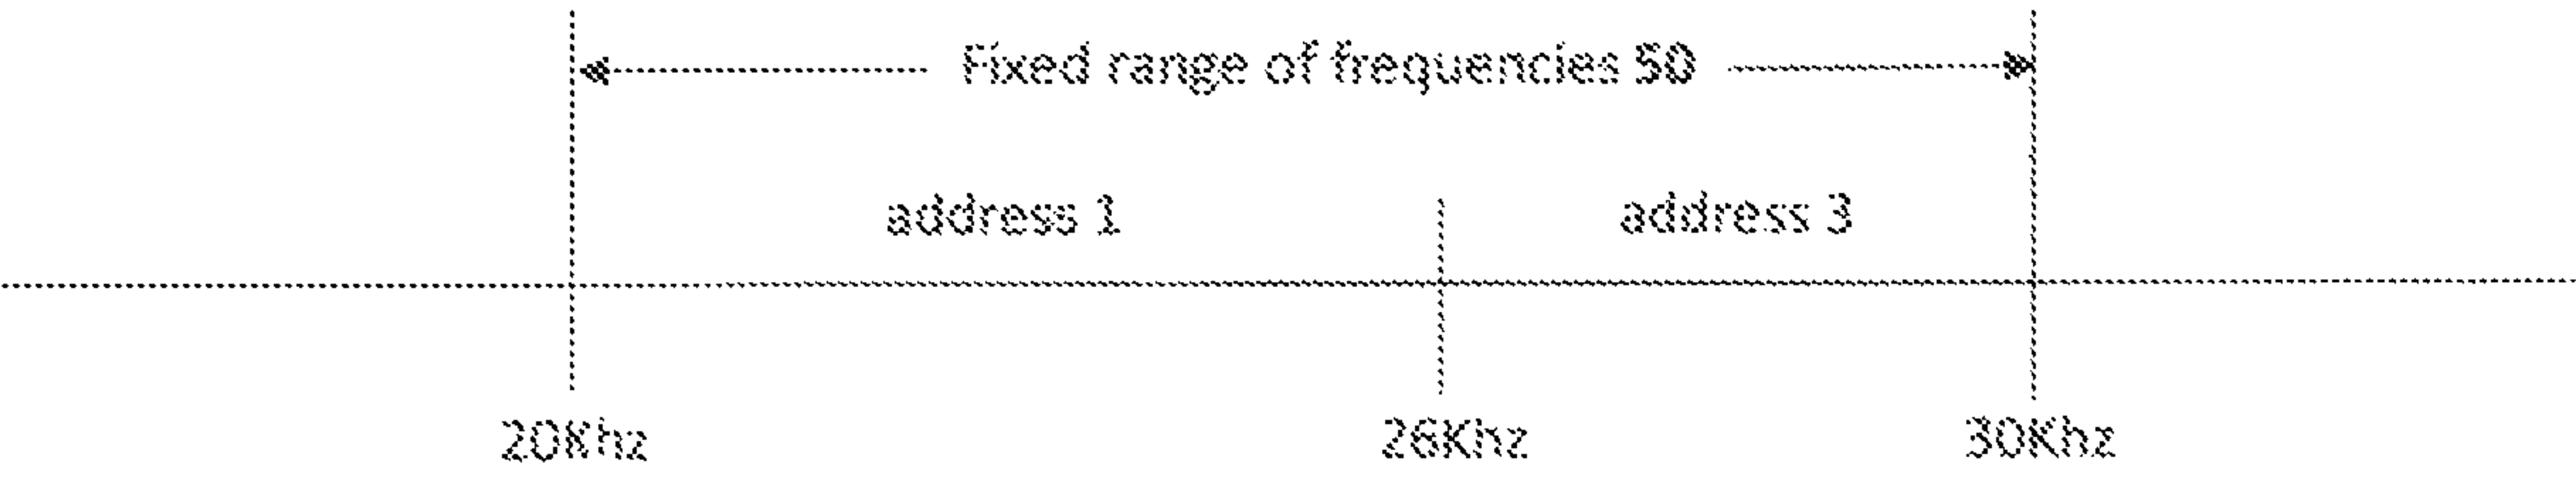 Fixed range of frequencies 50
address 1 address 3
20Khz 26Khz 30Khz